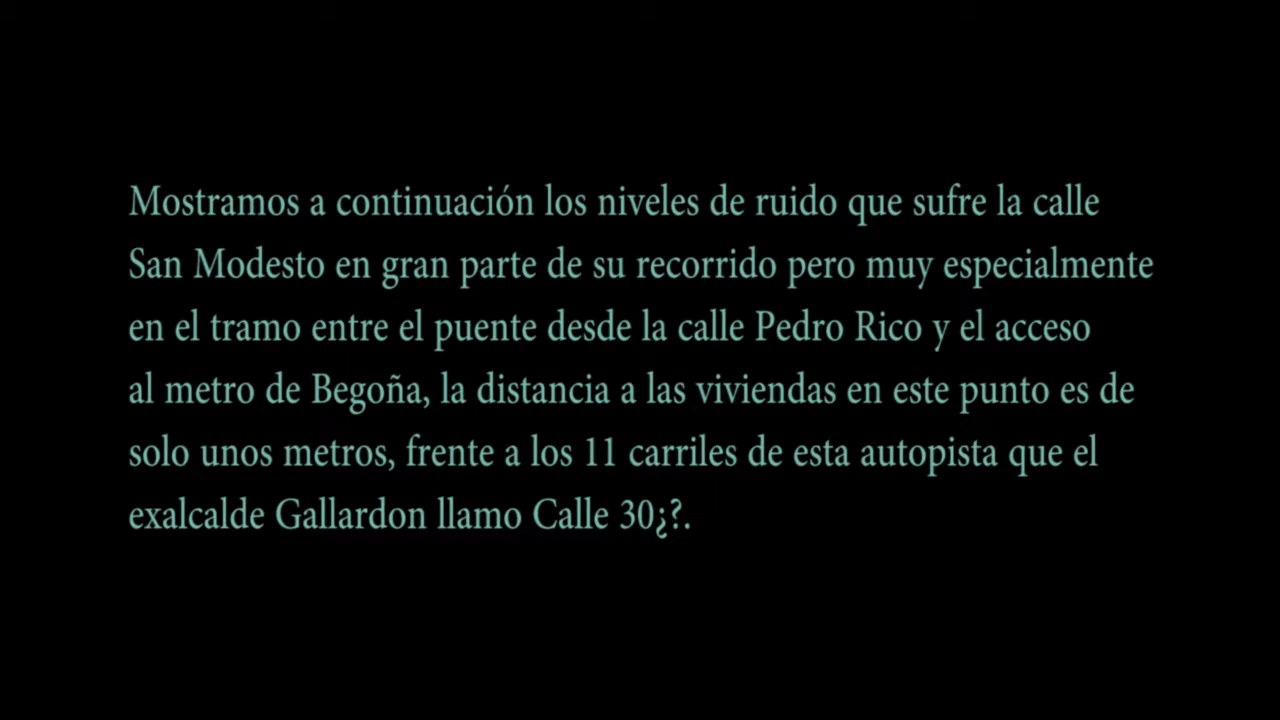 Mostramos a continuación los niveles de ruido que sufre la calle
San Modesto en gran parte de su recorrido pero muy especialmente
en el tramo entre el puente desde la calle Pedro Rico y el acceso
al metro de Begoña, la distancia a las viviendas en este punto es de
solo unos metros, frente a los 11 carriles de esta autopista que el
exalcalde Gallardon llamo Calle 30¿?.